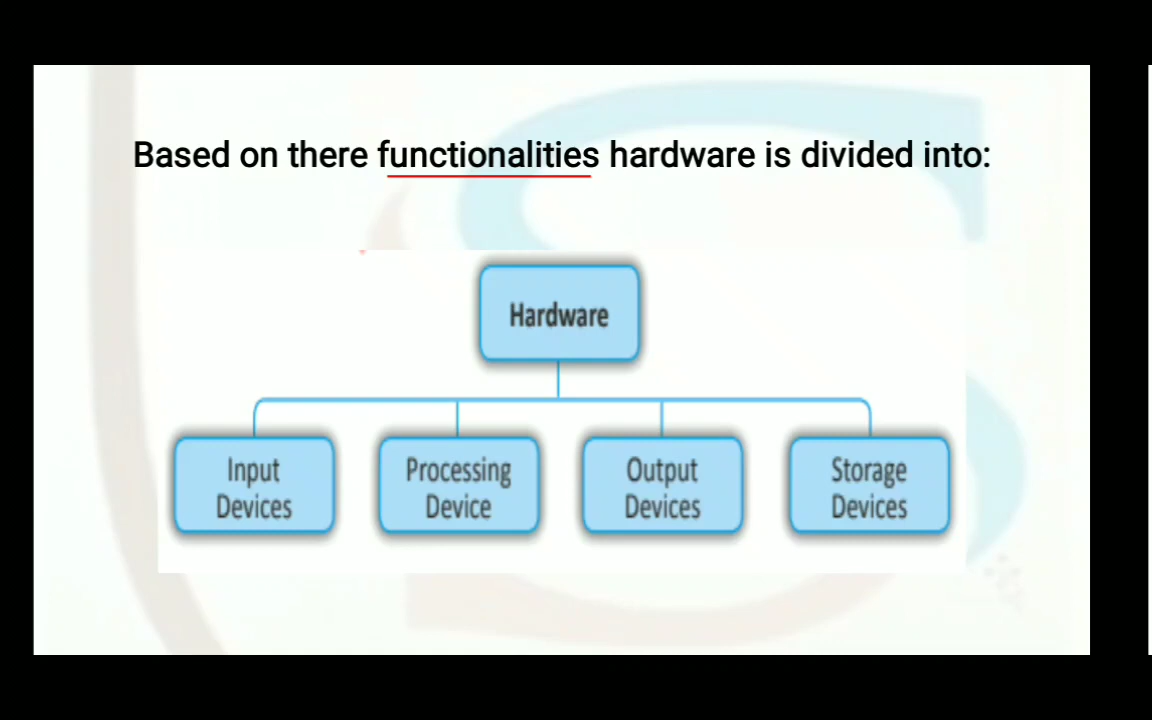 Based on there functionalities hardware is divided into:
Hardware
Input
Devices
Processing
Device
Output
Devices
Storage
Devices